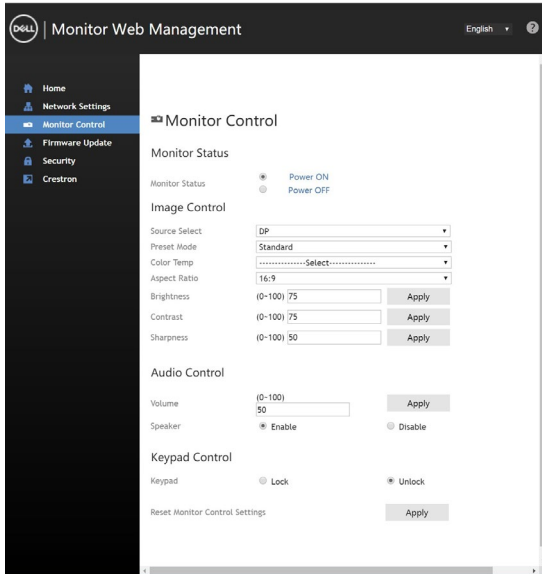 DELL | Monitor Web Management
English
?
Home
Network Settings
Monitor Control
Firmware Update
Security
Crestron
Monitor Control
Monitor Status
Monitor Status Power ON
Power OFF
Image Control
Source Select DP
Preset Mode Standard
Color Temp ---------------Select---------------
Aspect Ratio 16:9
Brightness (0~100) 75 Apply
Contrast (0~100) 75 Apply
Sharpness (0~100) 50 Apply
Audio Control
Volume (0~100) 50 Apply
Speaker Enable Disable
Keypad Control
Keypad Lock Unlock
Reset Monitor Control Settings Apply